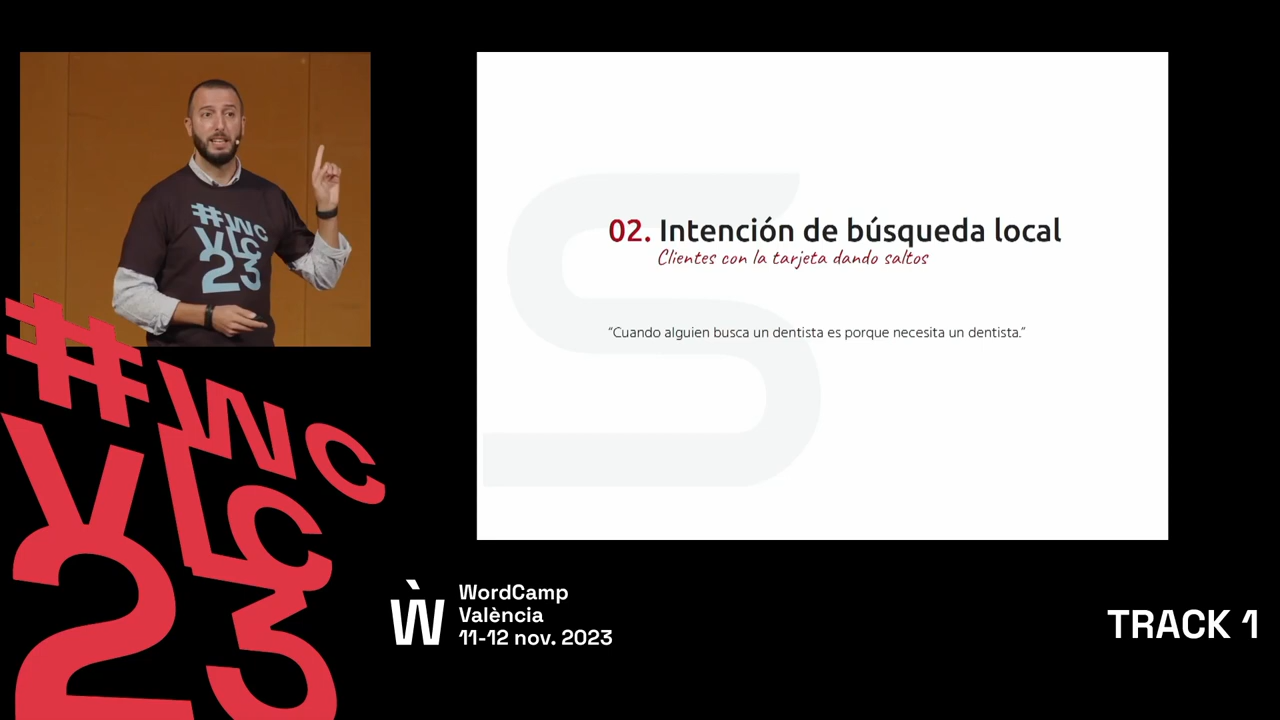 #WC
VLC
23
02. Intención de búsqueda local
Clientes con la tarjeta dando saltos
“Cuando alguien busca un dentista es porque necesita un dentista.”
#WC
VLC
23
Ẁ
WordCamp
València
11-12 nov. 2023
TRACK 1